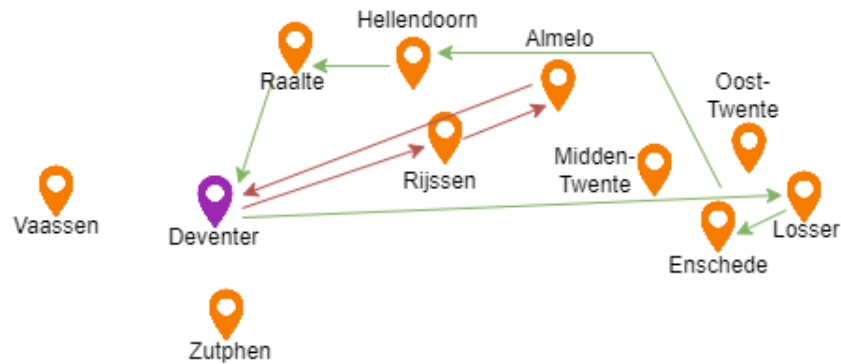 Hellendoorn
Almelo
Raalte
Oost-
Twente
Midden-
Twente
Rijssen
Vaassen
Deventer
Losser
Enschede
Zutphen